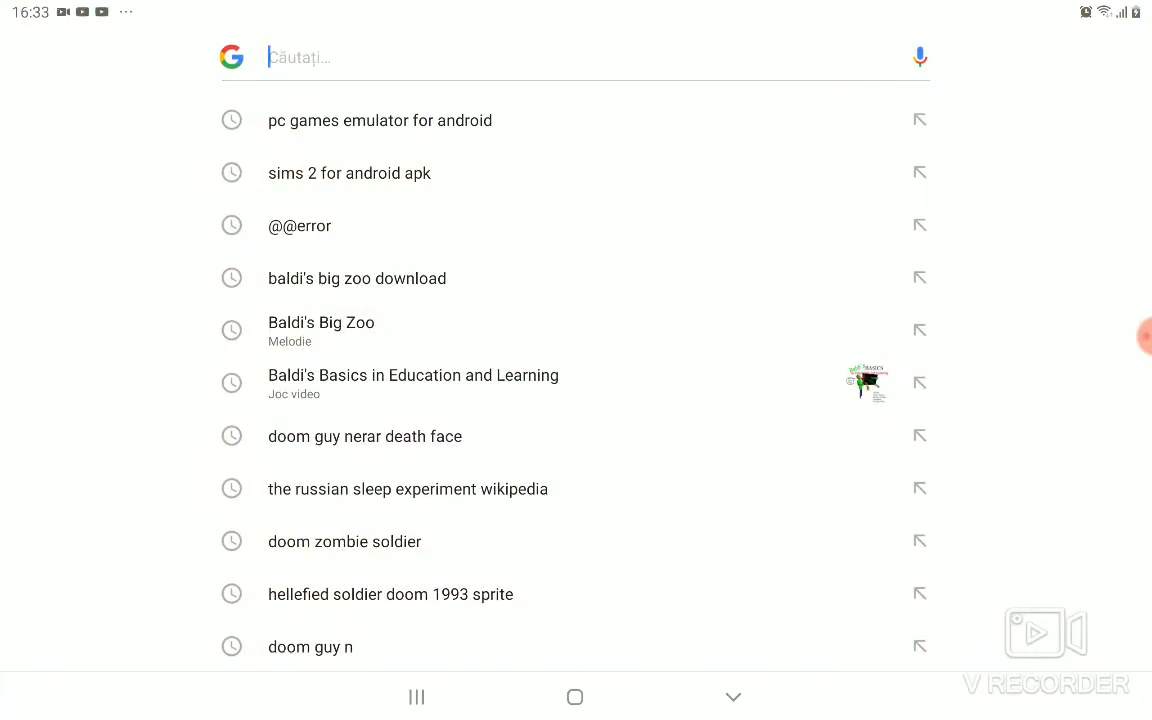 16:33
Căutați...
pc games emulator for android
sims 2 for android apk
@@error
baldi's big zoo download
Baldi's Big Zoo
Melodie
Baldi's Basics in Education and Learning
Joc video
doom guy nerar death face
the russian sleep experiment wikipedia
doom zombie soldier
hellefied soldier doom 1993 sprite
doom guy n
V RECORDER